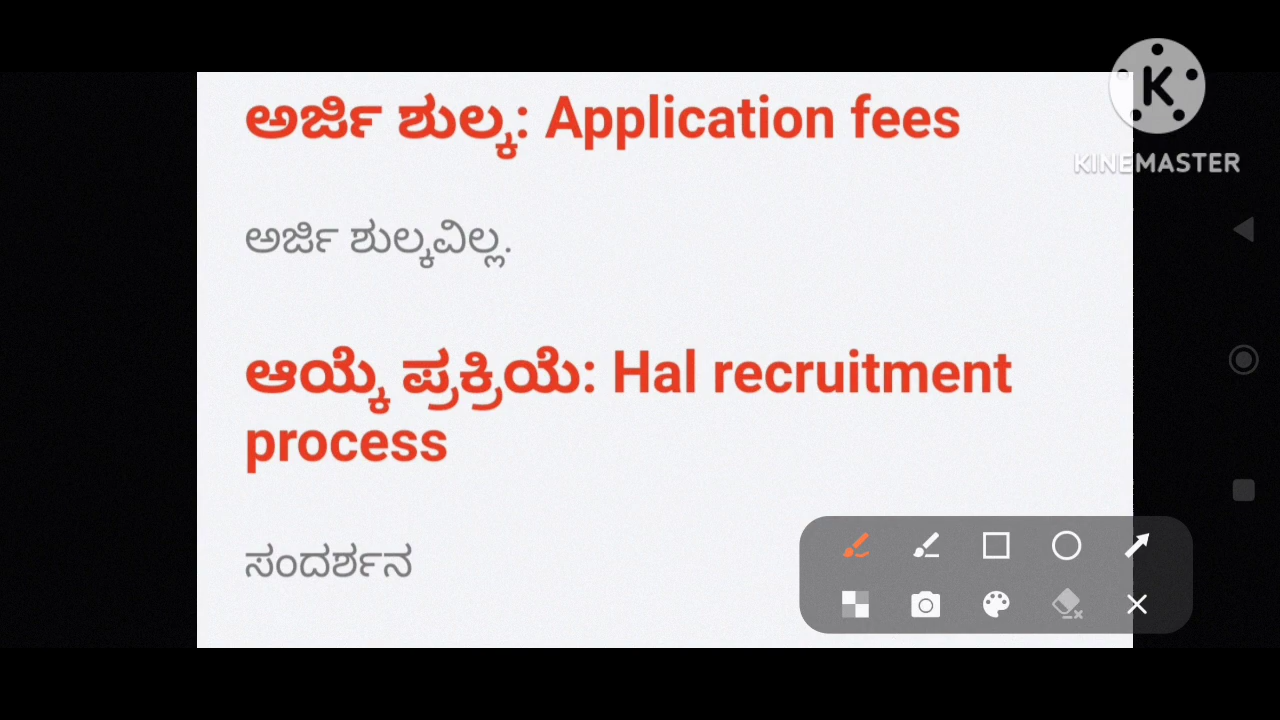 ಅರ್ಜಿ ಶುಲ್ಕ: Application fees
K
KINEMASTER
ಅರ್ಜಿ ಶುಲ್ಕವಿಲ್ಲ.
ಆಯ್ಕೆ ಪ್ರಕ್ರಿಯೆ: Hal recruitment
process
ಸಂದರ್ಶನ